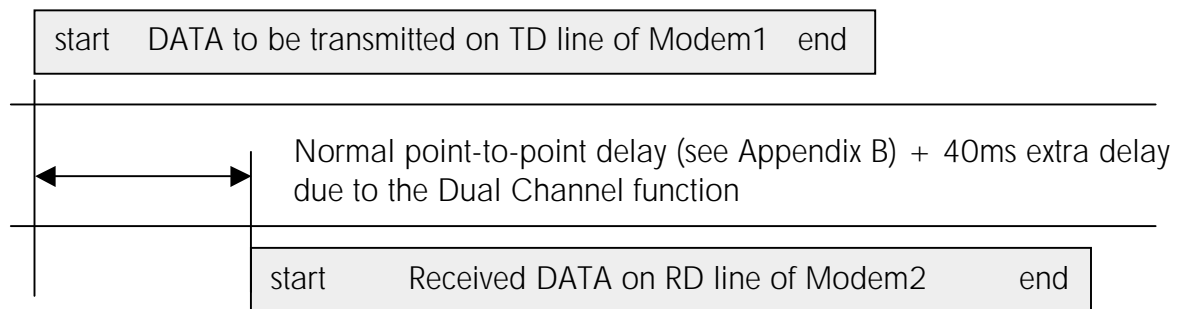 start DATA to be transmitted on TD line of Modem1 end
Normal point-to-point delay (see Appendix B) + 40ms extra delay
due to the Dual Channel function
start Received DATA on RD line of Modem2 end